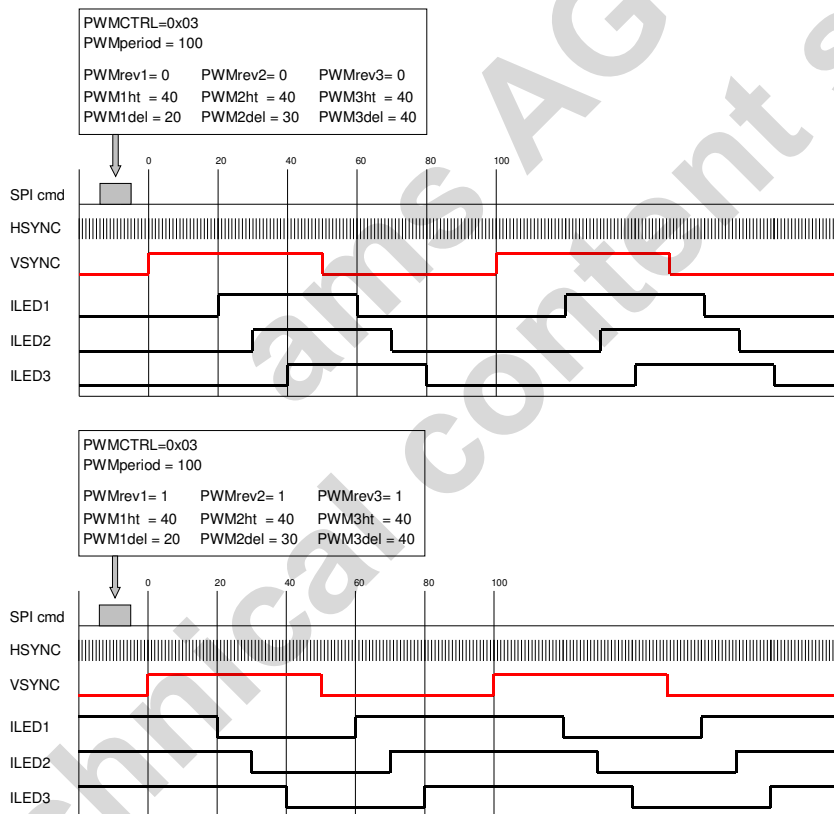 PWMCTRL=0x03
PWMperiod = 100
PWMrev1= 0 PWMrev2= 0 PWMrev3= 0
PWM1ht = 40 PWM2ht = 40 PWM3ht = 40
PWM1del = 20 PWM2del = 30 PWM3del = 40
0 20 40 60 80 100
SPI cmd
HSYNC
VSYNC
ILED1
ILED2
ILED3
PWMCTRL=0x03
PWMperiod = 100
PWMrev1= 1 PWMrev2= 1 PWMrev3= 1
PWM1ht = 40 PWM2ht = 40 PWM3ht = 40
PWM1del = 20 PWM2del = 30 PWM3del = 40
0 20 40 60 80 100
SPI cmd
HSYNC
VSYNC
ILED1
ILED2
ILED3
ams AG
content